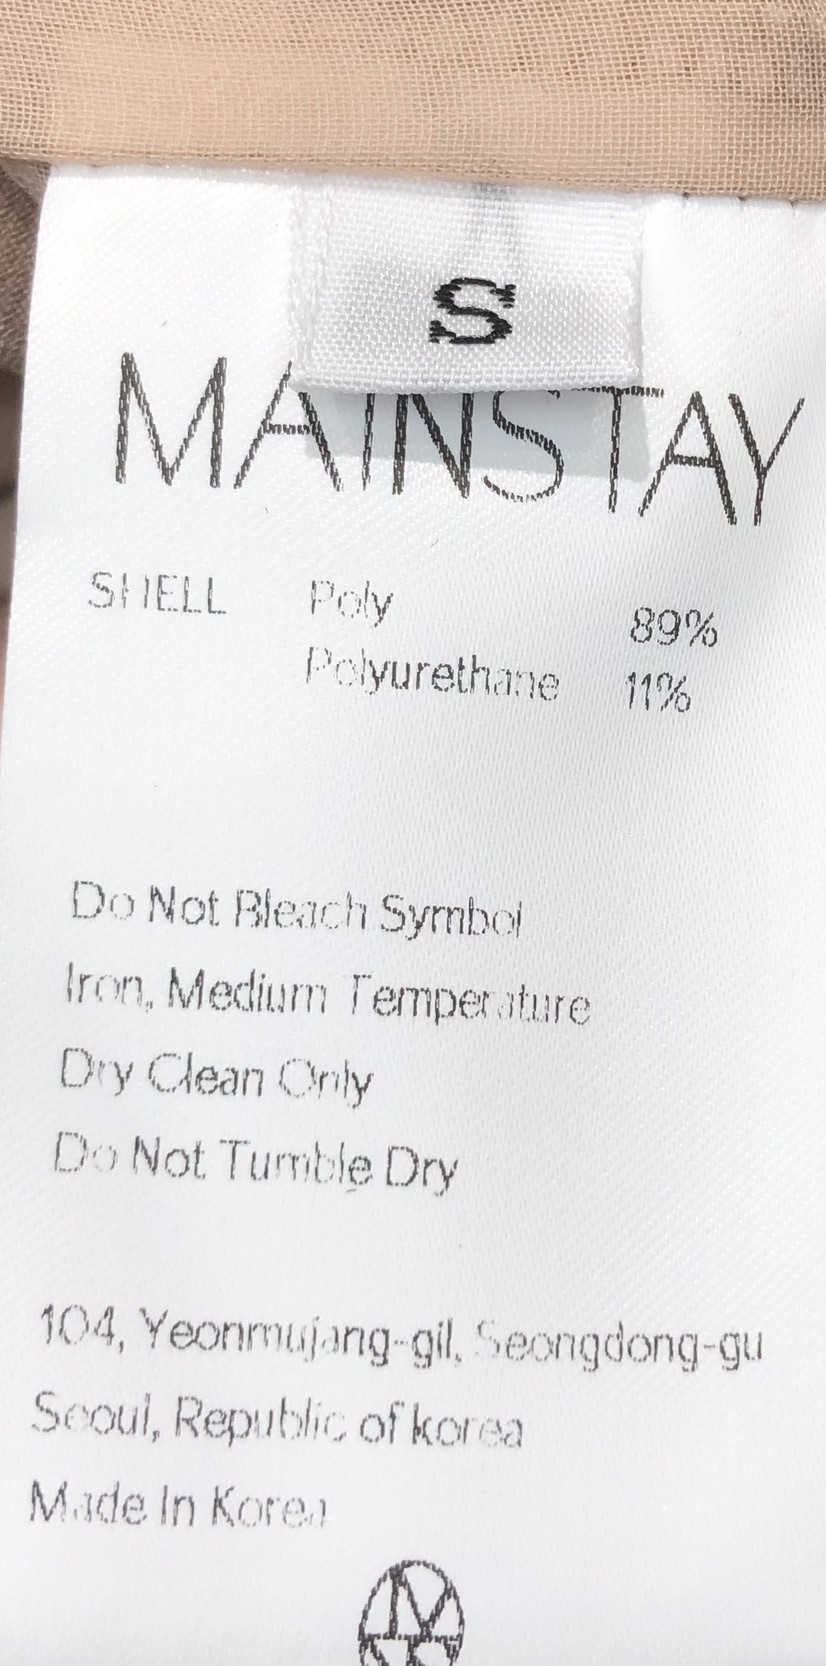 S
MAINSTAY
SHELL Poly 89%
Polyurethane 11%
Do Not Bleach Symbol
Iron, Medium Temperature
Dry Clean Only
Do Not Tumble Dry
104, Yeonmujang-gil, Seongdong-gu
Seoul, Republic of korea
Made In Korea